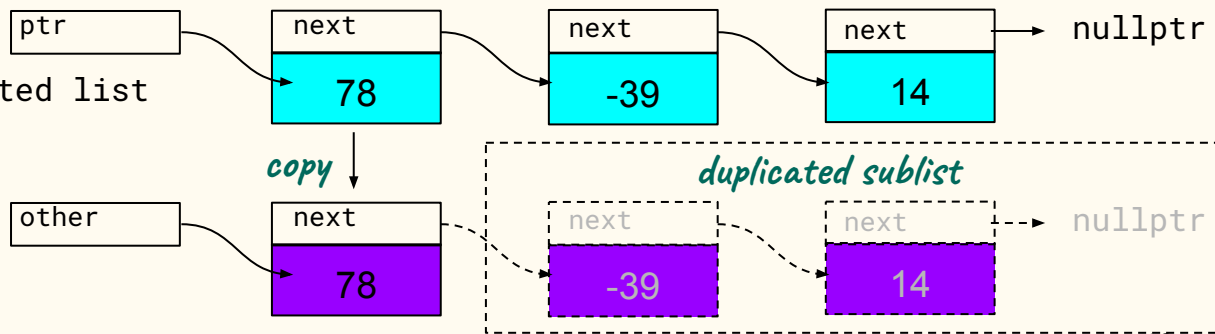 ptr next next next nullptr
ted list 78 -39 14
copy duplicated sublist
other next next next nullptr
78 -39 14